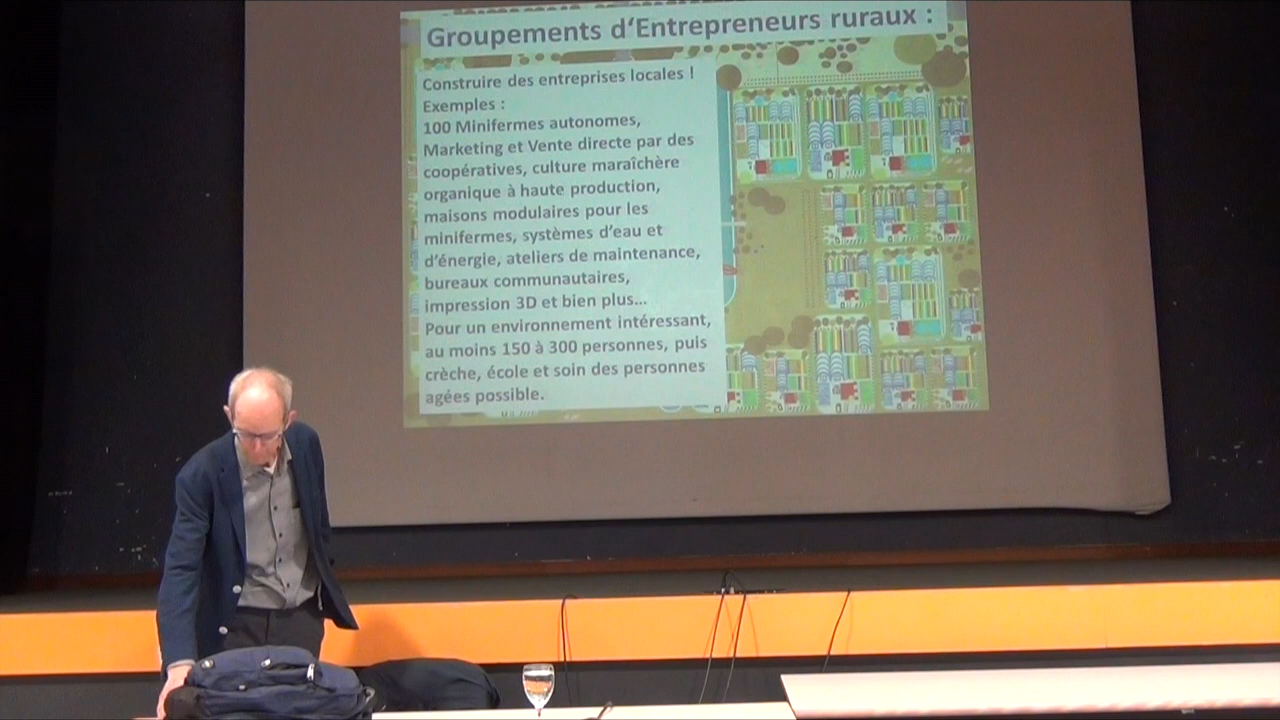 Groupements d‘Entrepreneurs ruraux :
Construire des entreprises locales !
Exemples :
100 Minifermes autonomes,
Marketing et Vente directe par des
coopératives, culture maraîchère
organique à haute production,
maisons modulaires pour les
minifermes, systèmes d’eau et
d’énergie, ateliers de maintenance,
bureaux communautaires,
impression 3D et bien plus…
Pour un environnement intéressant,
au moins 150 à 300 personnes, puis
crèche, école et soin des personnes
agées possible.